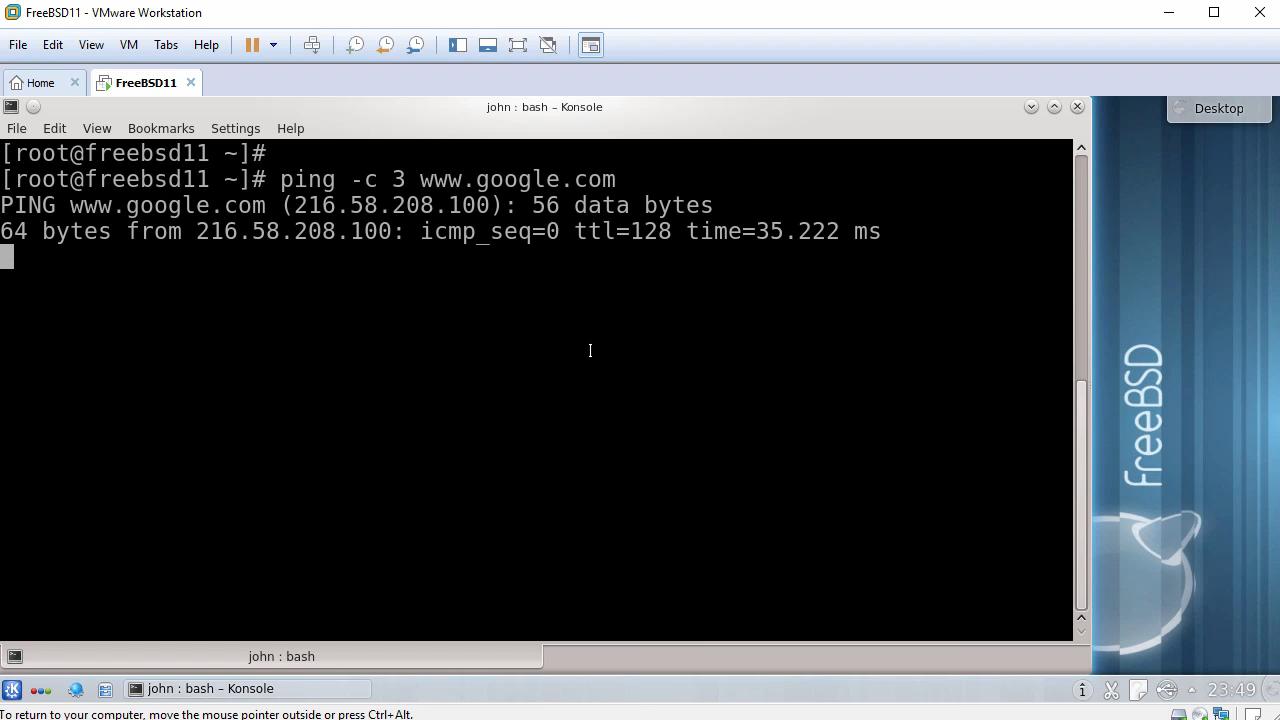 FreeBSD11 - VMware Workstation
File Edit View VM Tabs Help
Home FreeBSD11
john : bash – Konsole
Desktop
File Edit View Bookmarks Settings Help
[root@freebsd11 ~]#
[root@freebsd11 ~]# ping -c 3 www.google.com
PING www.google.com (216.58.208.100): 56 data bytes
64 bytes from 216.58.208.100: icmp_seq=0 ttl=128 time=35.222 ms
freeBSD
john : bash
john : bash – Konsole
23:49
To return to your computer, move the mouse pointer outside or press Ctrl+Alt.